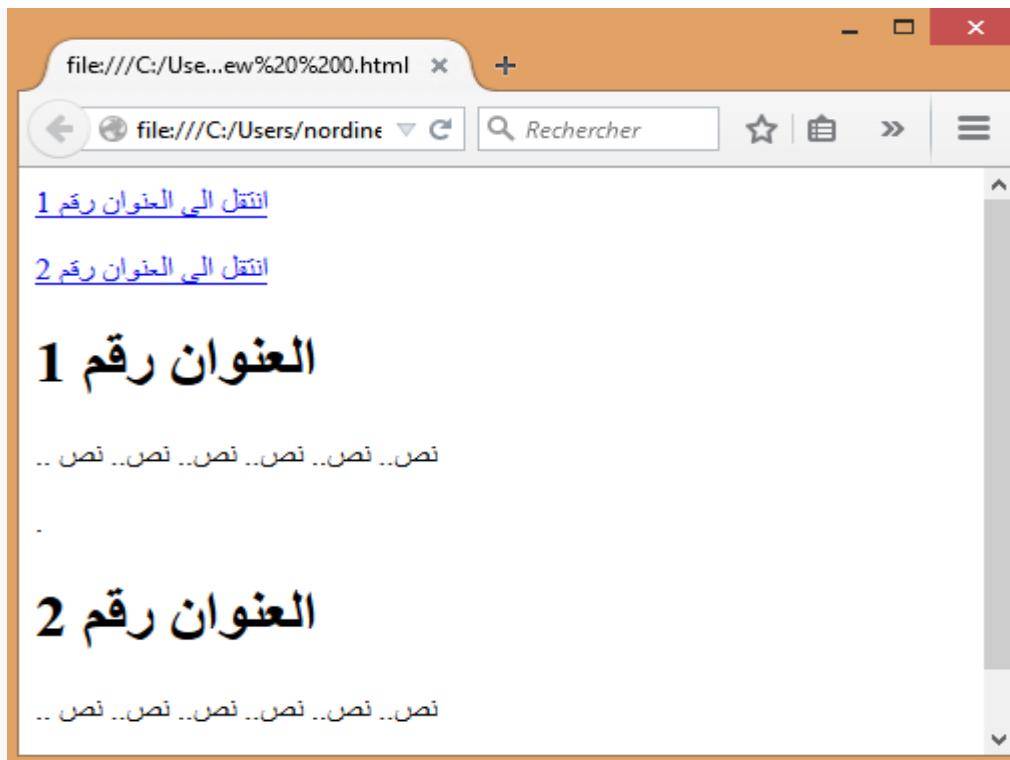 file:///C:/Use...ew%20%200.html
file:///C:/Users/nordine
Rechercher
انتقل الى العنوان رقم 1
انتقل الى العنوان رقم 2
العنوان رقم 1
نص.. نص.. نص.. نص.. نص.. نص ..
.
العنوان رقم 2
نص.. نص.. نص.. نص.. نص.. نص ..